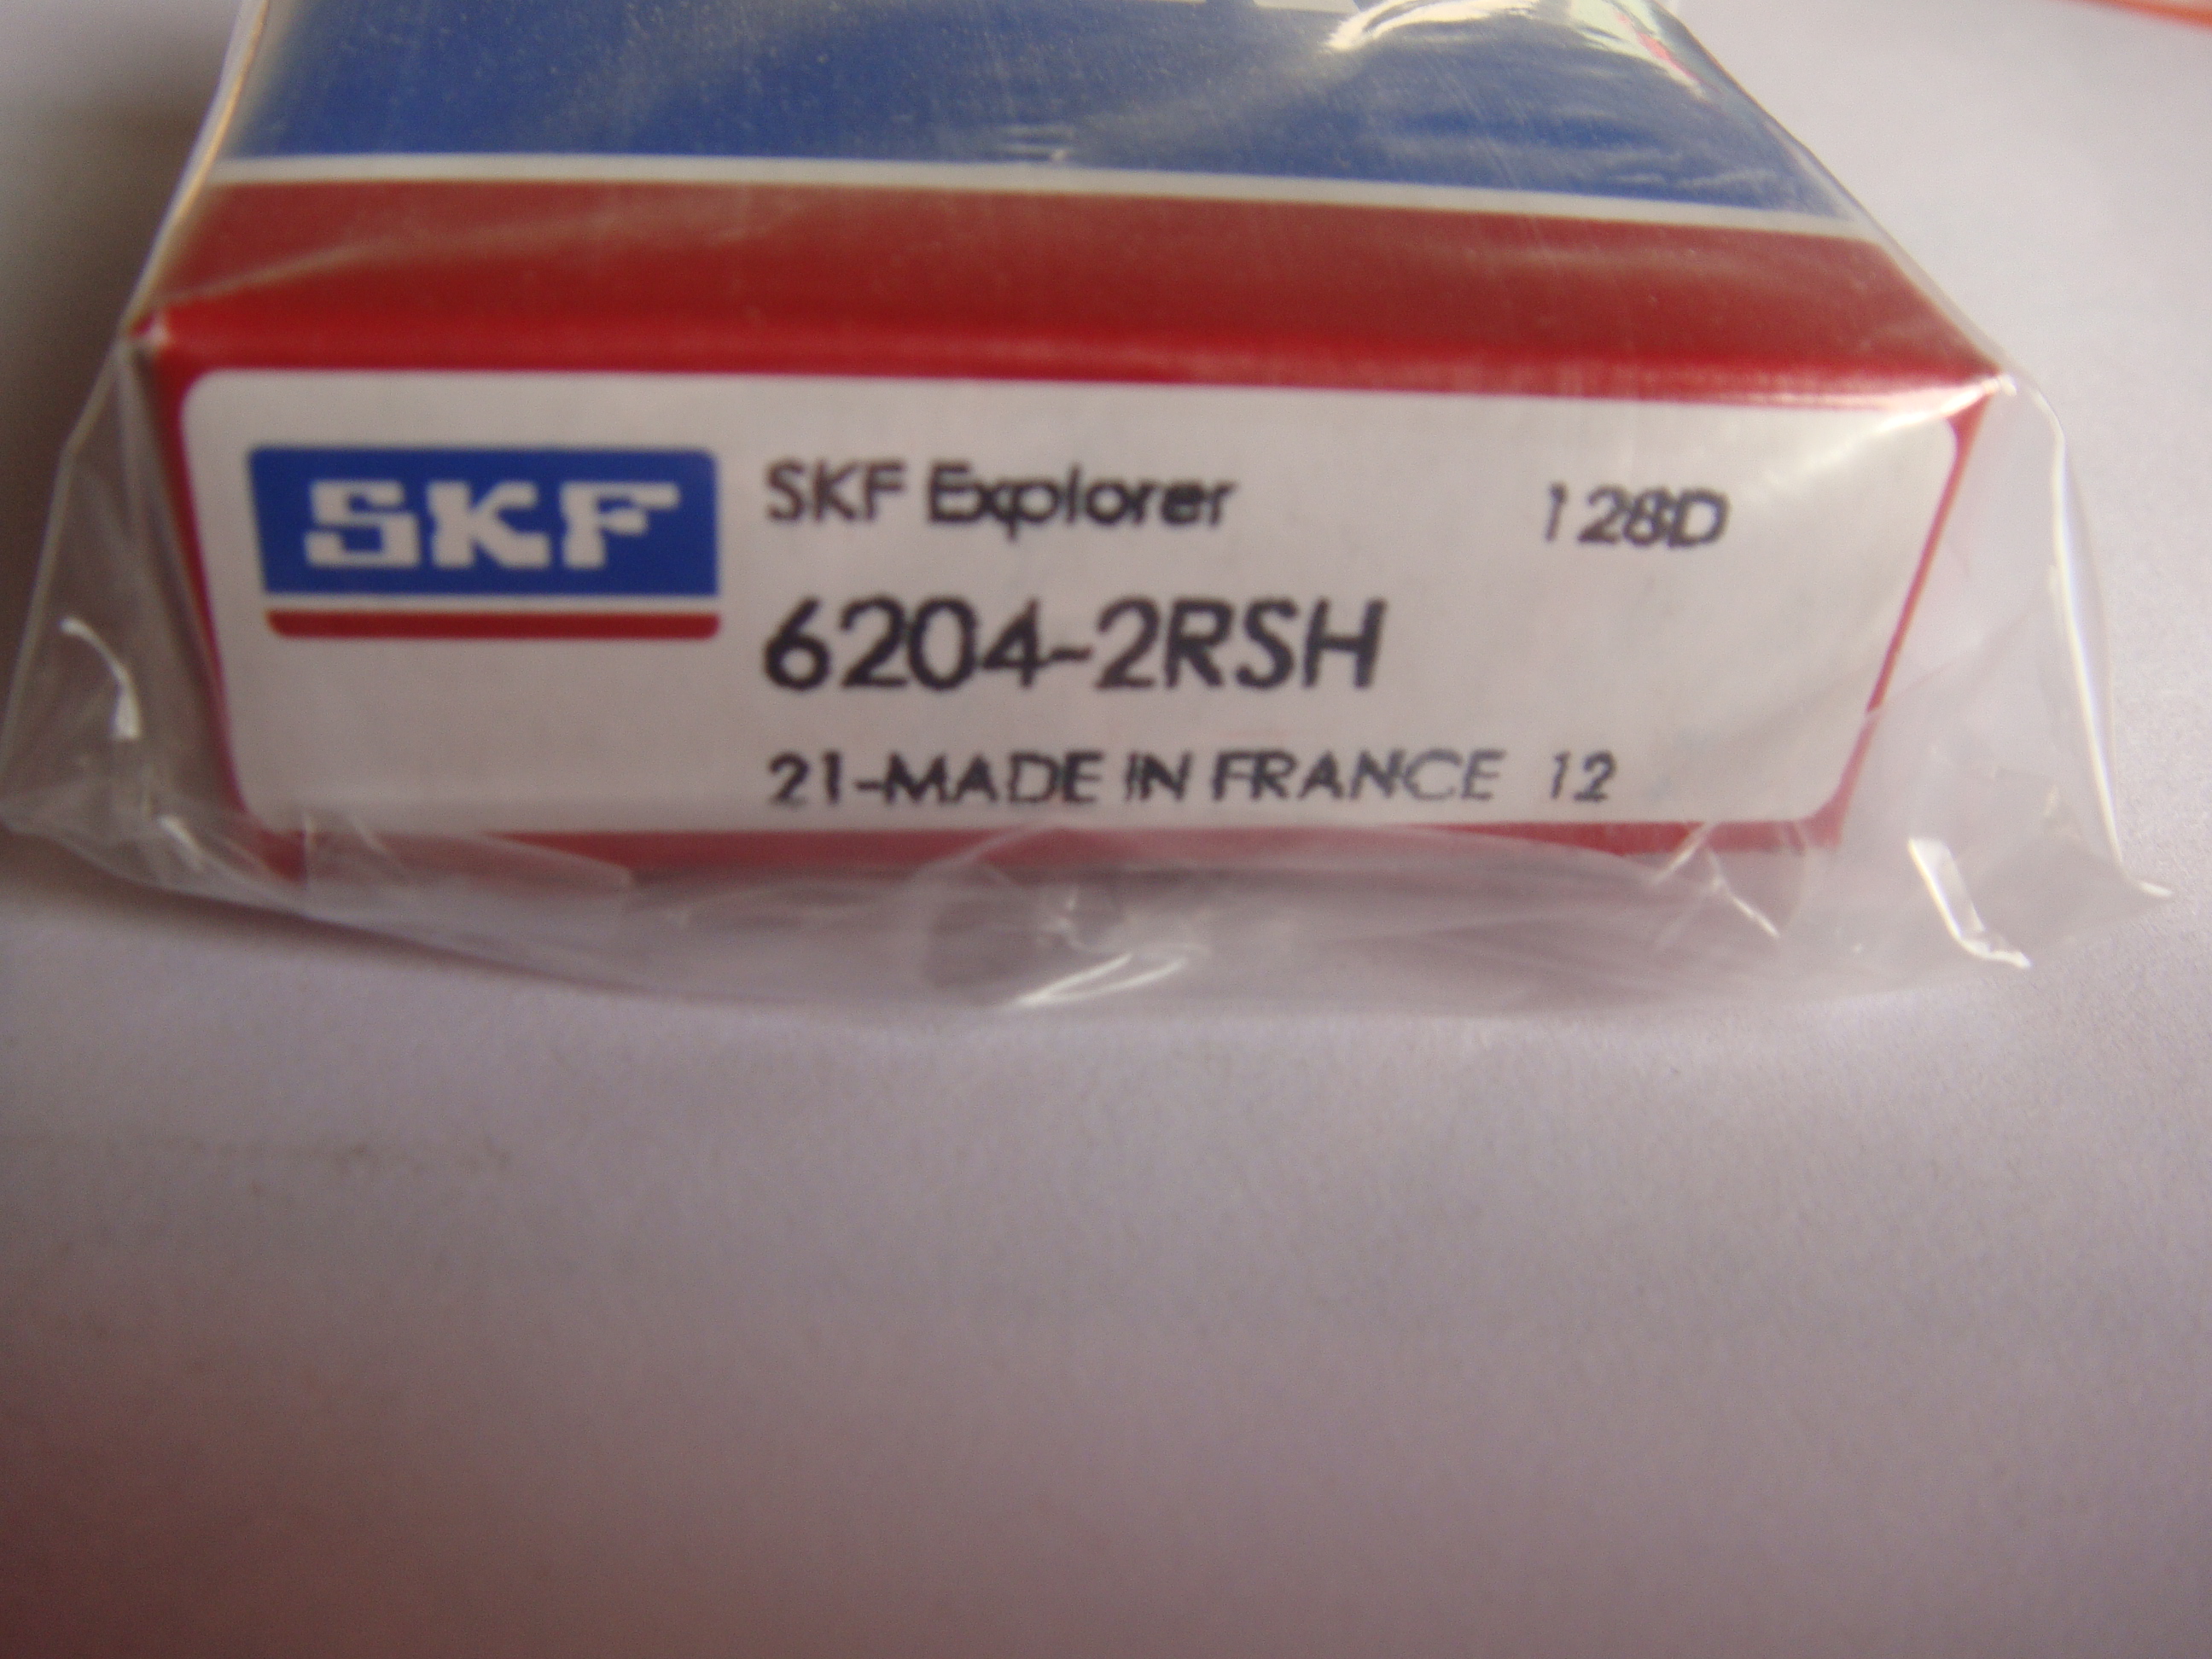 SKF
SKF Explorer 128D
6204-2RSH
21-MADE IN FRANCE 12